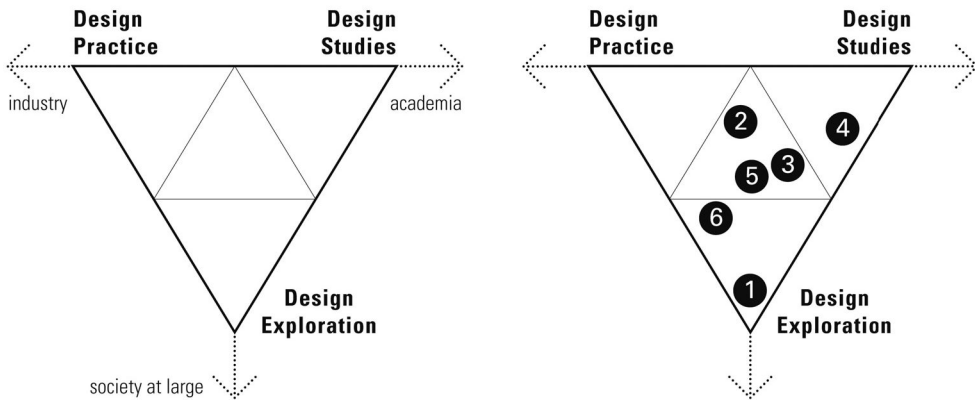 Design
Practice
Design
Studies
industry
academia
Design
Exploration
society at large
Design
Practice
Design
Studies
2
4
3
5
6
1
Design
Exploration